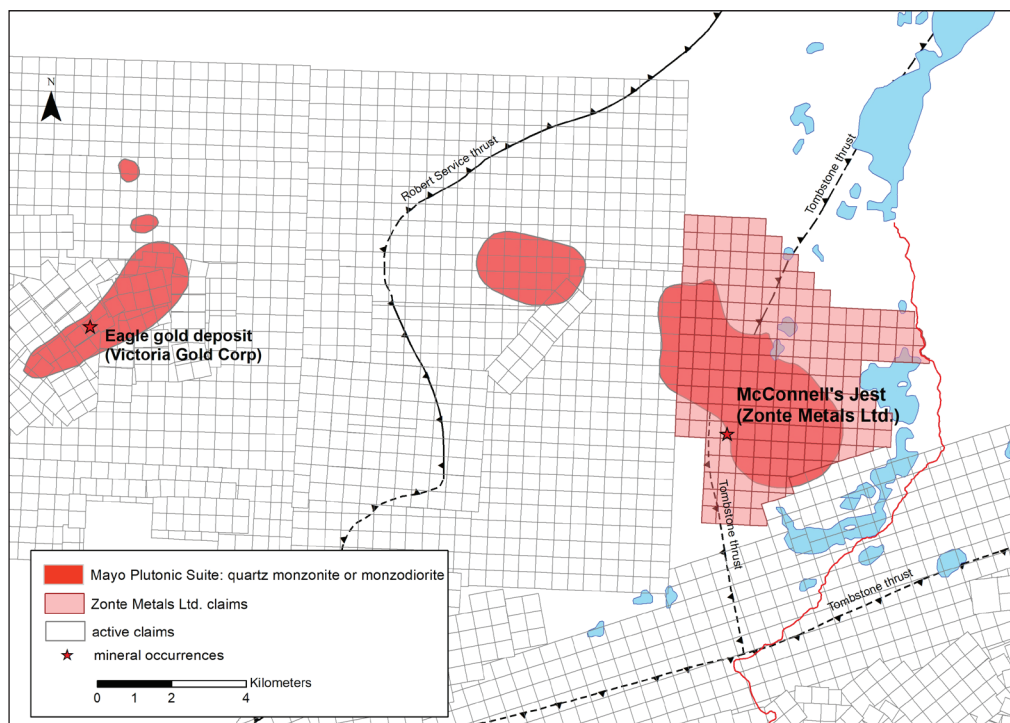 N
Robert Service thrust
Tombstone thrust
Eagle gold deposit
(Victoria Gold Corp)
McConnell's Jest
(Zonte Metals Ltd.)
Tombstone thrust
Tombstone thrust
Mayo Plutonic Suite: quartz monzonite or monzodiorite
Zonte Metals Ltd. claims
active claims
mineral occurrences
Kilometers
0 2 4